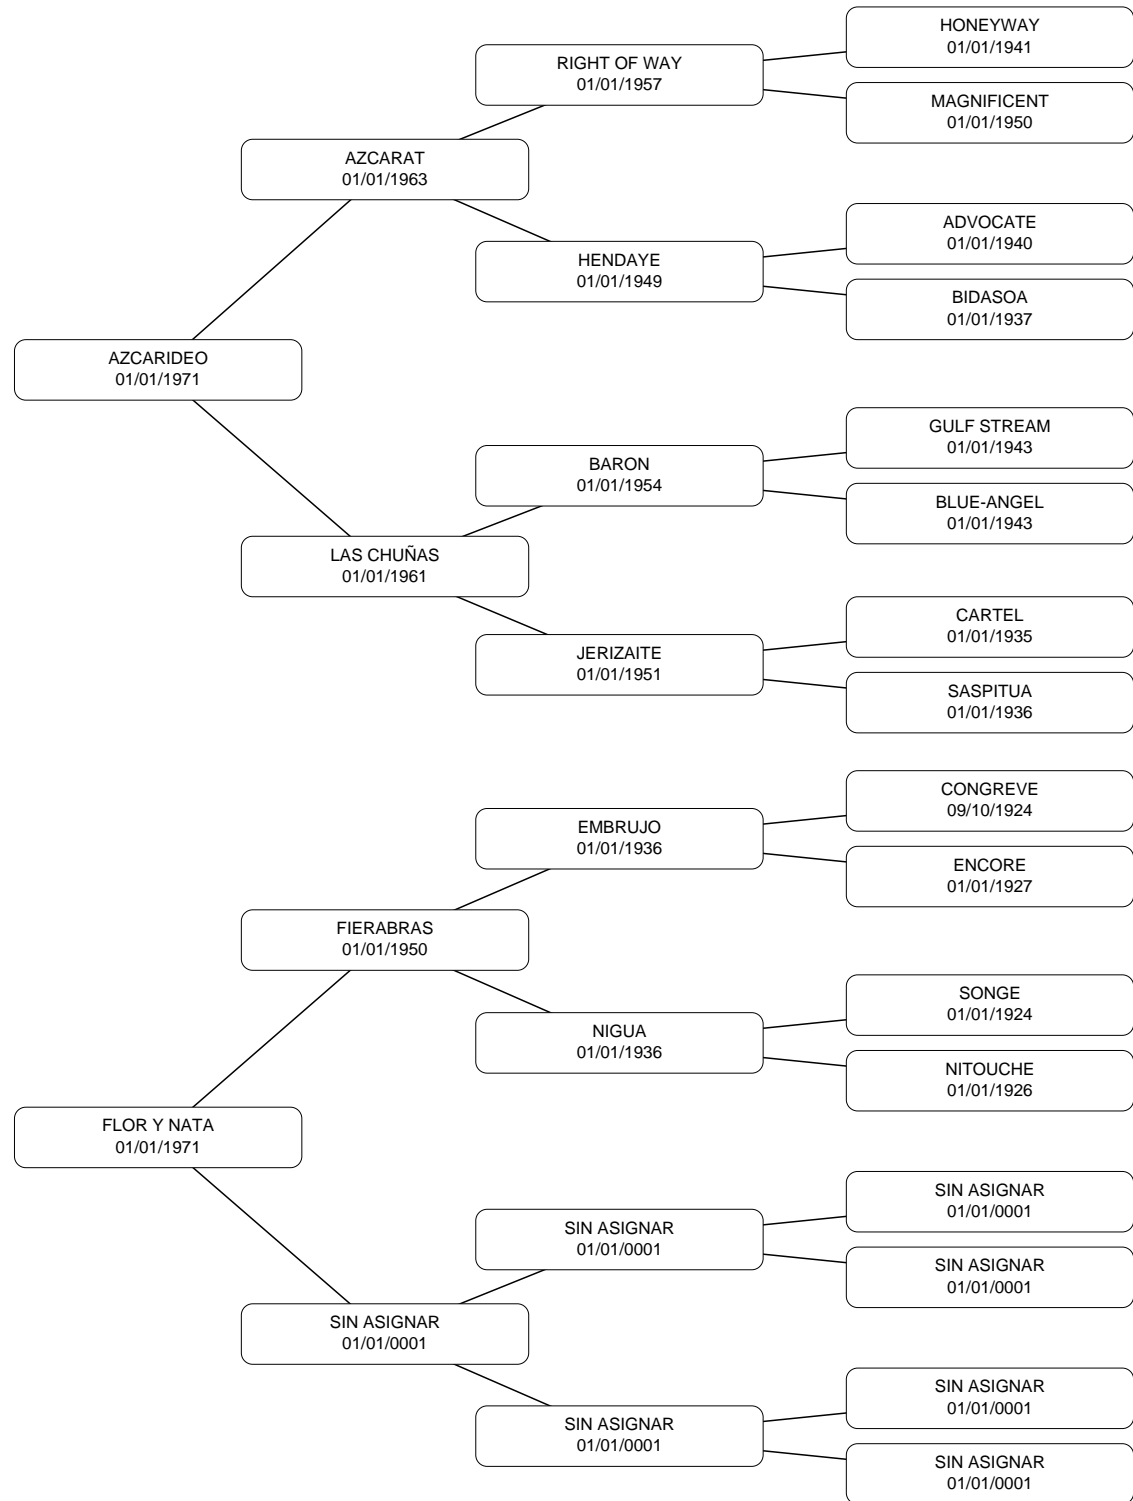 HONEYWAY
01/01/1941
RIGHT OF WAY
01/01/1957
MAGNIFICENT
01/01/1950
AZCARAT
01/01/1963
ADVOCATE
01/01/1940
HENDAYE
01/01/1949
BIDASOA
01/01/1937
AZCARIDEO
01/01/1971
GULF STREAM
01/01/1943
BARON
01/01/1954
BLUE-ANGEL
01/01/1943
LAS CHUÑAS
01/01/1961
CARTEL
01/01/1935
JERIZAITE
01/01/1951
SASPITUA
01/01/1936
CONGREVE
09/10/1924
EMBRUJO
01/01/1936
ENCORE
01/01/1927
FIERABRAS
01/01/1950
SONGE
01/01/1924
NIGUA
01/01/1936
NITOUCHE
01/01/1926
FLOR Y NATA
01/01/1971
SIN ASIGNAR
01/01/0001
SIN ASIGNAR
01/01/0001
SIN ASIGNAR
01/01/0001
SIN ASIGNAR
01/01/0001
SIN ASIGNAR
01/01/0001
SIN ASIGNAR
01/01/0001
SIN ASIGNAR
01/01/0001